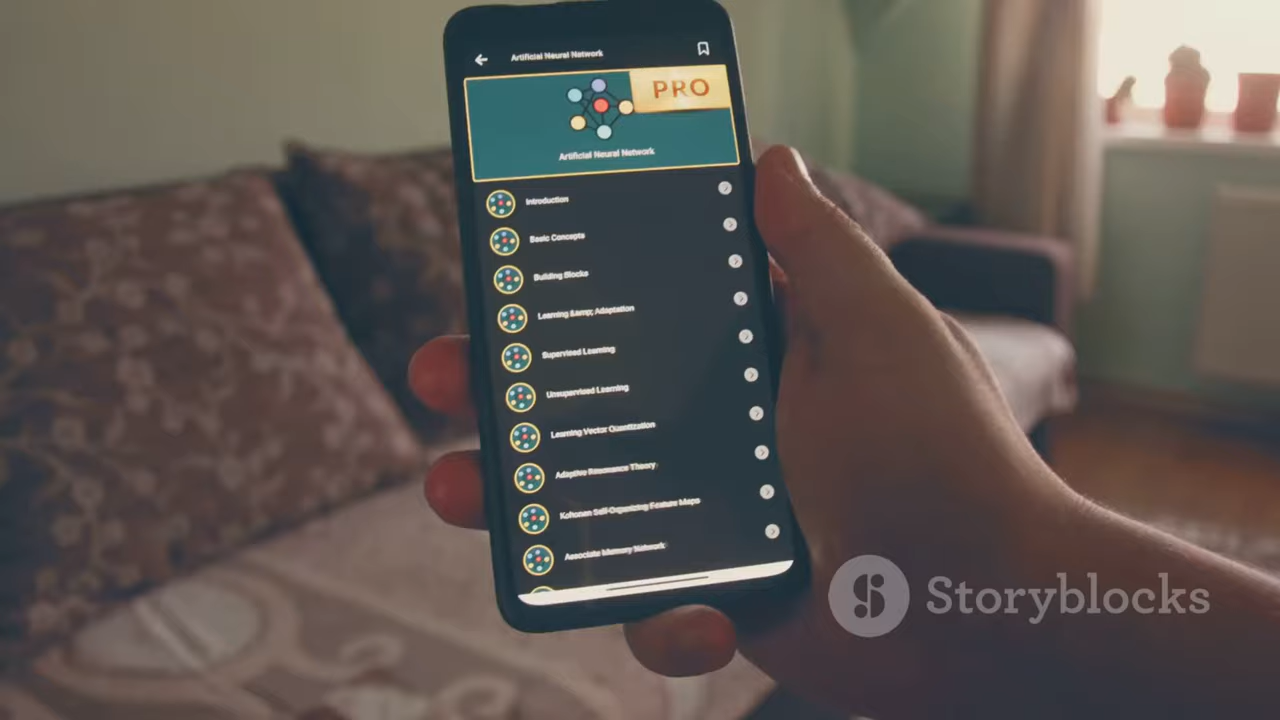 Artificial Neural Network
PRO
Artificial Neural Network
Introduction
Basic Concepts
Building Blocks
Learning &amp; Adaptation
Supervised Learning
Unsupervised Learning
Learning Vector Quantization
Adaptive Resonance Theory
Kohonen Self-Organizing Feature Maps
Associate Memory Network
Storyblocks